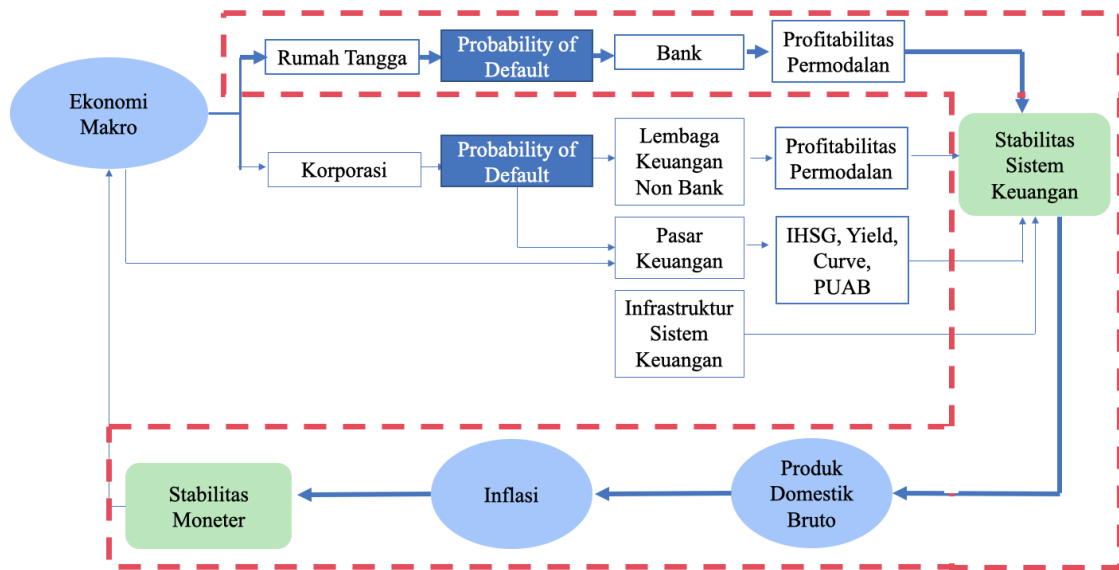 Ekonomi
Makro
Rumah Tangga
Probability of
Default
Bank
Profitabilitas
Permodalan
Korporasi
Probability of
Default
Lembaga
Keuangan
Non Bank
Profitabilitas
Permodalan
Stabilitas
Sistem
Keuangan
Pasar
Keuangan
IHSG, Yield,
Curve,
PUAB
Infrastruktur
Sistem
Keuangan
Stabilitas
Moneter
Inflasi
Produk
Domestik
Bruto